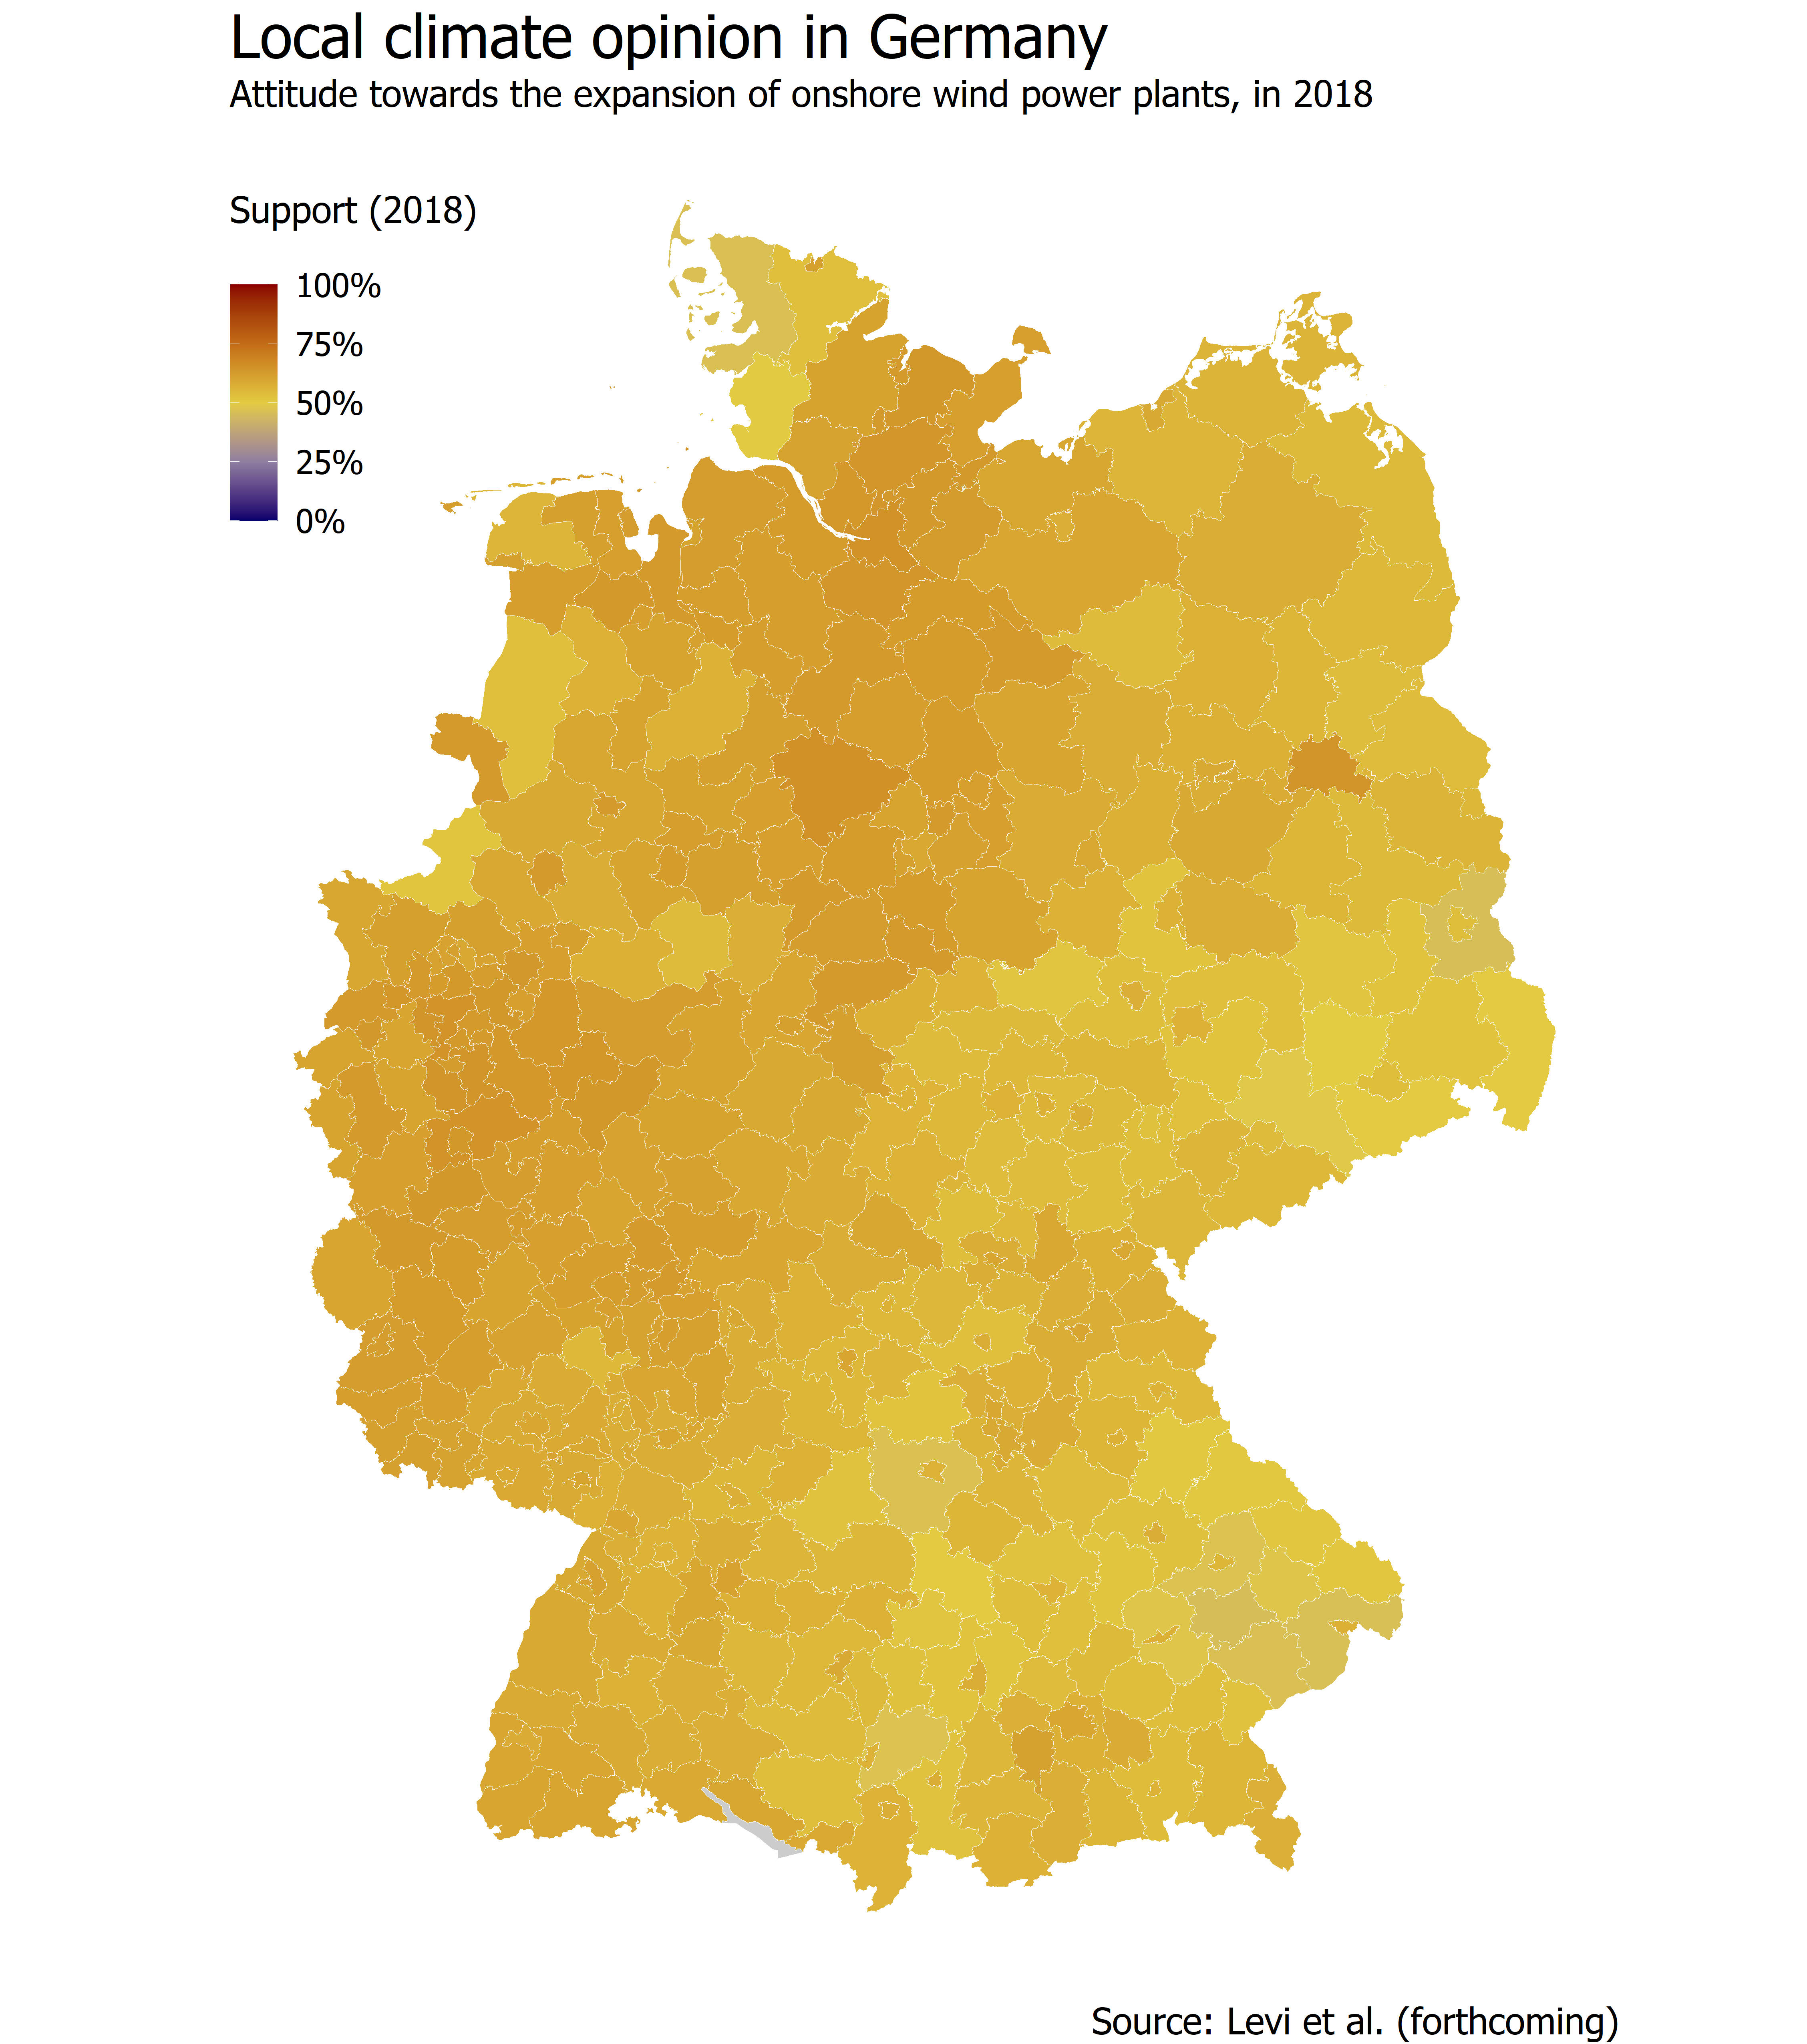 Local climate opinion in Germany
Attitude towards the expansion of onshore wind power plants, in 2018
Support (2018)
100%
75%
50%
25%
0%
Source: Levi et al. (forthcoming)